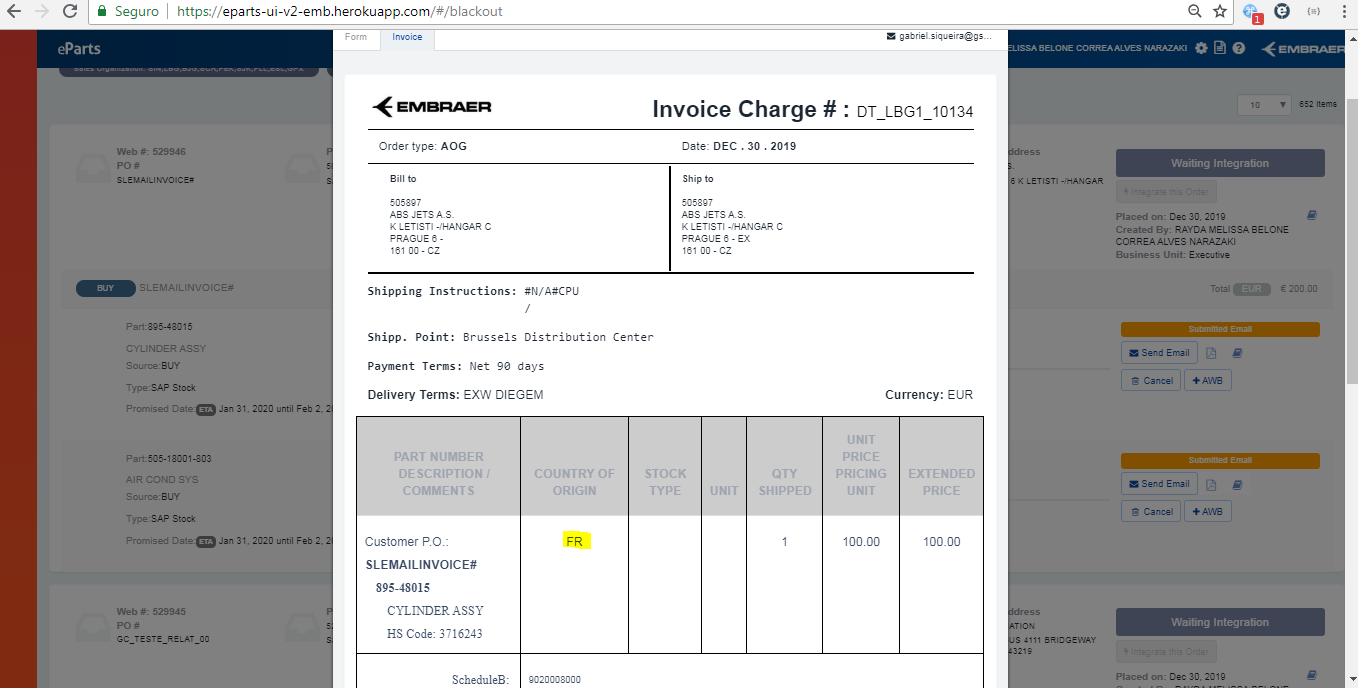 Seguro https://eparts-ui-v2-emb.herokuapp.com/#/blackout
1
eParts
Form Invoice gabriel.siqueira@gs...
ELISSA BELONE CORREA ALVES NARAZAKI EMBRAER
10 652 Items
EMBRAER Invoice Charge # : DT_LBG1_10134
Order type: AOG Date: DEC . 30 . 2019
Bill to Ship to
505897 505897
ABS JETS A.S. ABS JETS A.S.
K LETISTI -/HANGAR C K LETISTI -/HANGAR C
PRAGUE 6 - PRAGUE 6 - EX
161 00 - CZ 161 00 - CZ
Shipping Instructions: #N/A#CPU
/
Shipp. Point: Brussels Distribution Center
Payment Terms: Net 90 days
Delivery Terms: EXW DIEGEM Currency: EUR
PART NUMBER DESCRIPTION / COMMENTS
COUNTRY OF ORIGIN
STOCK TYPE
UNIT
QTY SHIPPED
UNIT PRICE PRICING UNIT
EXTENDED PRICE
Customer P.O.: FR 1 100.00 100.00
SLEMAILINVOICE#
895-48015
CYLINDER ASSY
HS Code: 3716243
ScheduleB: 9020008000
Web #: 529946
PO #
SLEMAILINVOICE#
BUY SLEMAILINVOICE#
Part:895-48015
CYLINDER ASSY
Source:BUY
Type:SAP Stock
Promised Date: ETA Jan 31, 2020 until Feb 2, 2
Part:505-18001-803
AIR COND SYS
Source:BUY
Type:SAP Stock
Promised Date: ETA Jan 31, 2020 until Feb 2, 2
Web #: 529945
PO #
GC_TESTE_RELAT_00
ddress
S.
6 K LETISTI -/HANGAR
Waiting Integration
Integrate this Order
Placed on: Dec 30, 2019
Created By: RAYDA MELISSA BELONE
CORREA ALVES NARAZAKI
Business Unit: Executive
Total EUR € 200.00
Submitted Email
Send Email
Cancel + AWB
Submitted Email
Send Email
Cancel + AWB
ddress
ATION
US 4111 BRIDGEWAY
43219
Waiting Integration
Integrate this Order
Placed on: Dec 30, 2019